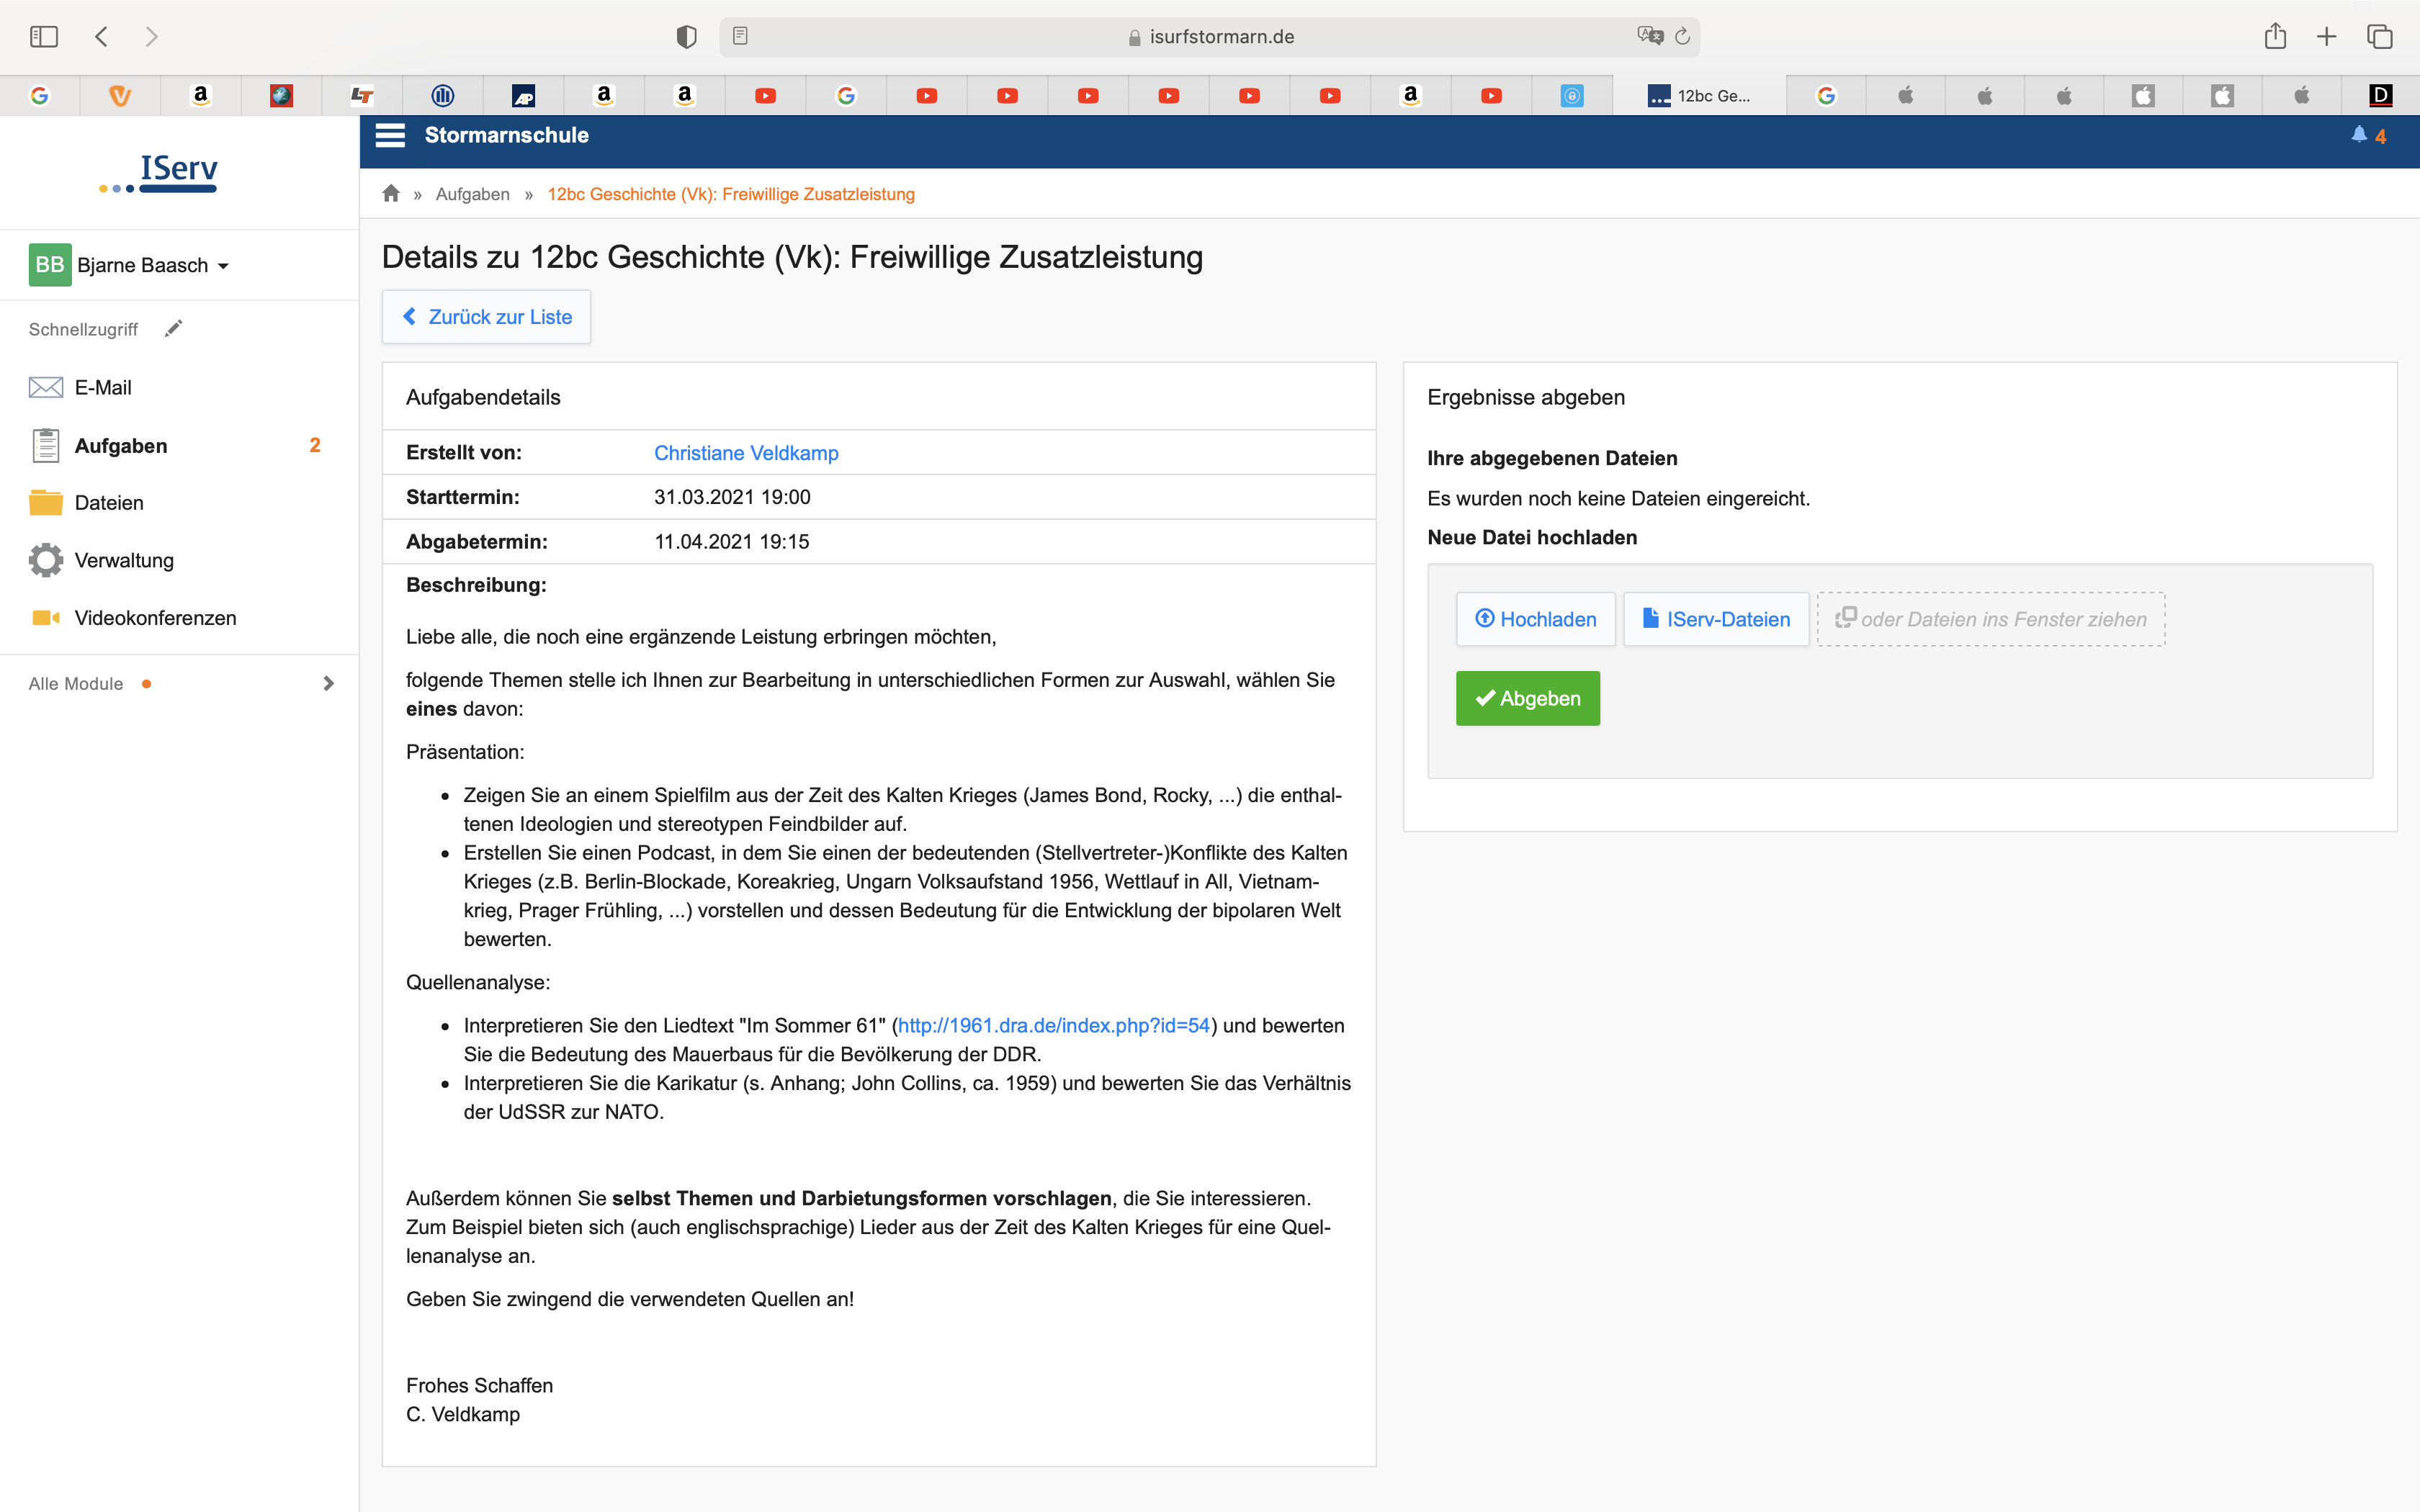 isurfstormarn.de
12bc Ge...
IServ
Stormarnschule
4
» Aufgaben » 12bc Geschichte (Vk): Freiwillige Zusatzleistung
BB Bjarne Baasch
Schnellzugriff
E-Mail
Aufgaben 2
Dateien
Verwaltung
Videokonferenzen
Alle Module
Details zu 12bc Geschichte (Vk): Freiwillige Zusatzleistung
Zurück zur Liste
Aufgabendetails
Erstellt von: Christiane Veldkamp
Starttermin: 31.03.2021 19:00
Abgabetermin: 11.04.2021 19:15
Beschreibung:
Liebe alle, die noch eine ergänzende Leistung erbringen möchten,
folgende Themen stelle ich Ihnen zur Bearbeitung in unterschiedlichen Formen zur Auswahl, wählen Sie
eines davon:
Präsentation:
• Zeigen Sie an einem Spielfilm aus der Zeit des Kalten Krieges (James Bond, Rocky, ...) die enthal-
tenen Ideologien und stereotypen Feindbilder auf.
• Erstellen Sie einen Podcast, in dem Sie einen der bedeutenden (Stellvertreter-)Konflikte des Kalten
Krieges (z.B. Berlin-Blockade, Koreakrieg, Ungarn Volksaufstand 1956, Wettlauf in All, Vietnam-
krieg, Prager Frühling, ...) vorstellen und dessen Bedeutung für die Entwicklung der bipolaren Welt
bewerten.
Quellenanalyse:
• Interpretieren Sie den Liedtext "Im Sommer 61" (http://1961.dra.de/index.php?id=54) und bewerten
Sie die Bedeutung des Mauerbaus für die Bevölkerung der DDR.
• Interpretieren Sie die Karikatur (s. Anhang; John Collins, ca. 1959) und bewerten Sie das Verhältnis
der UdSSR zur NATO.
Außerdem können Sie selbst Themen und Darbietungsformen vorschlagen, die Sie interessieren.
Zum Beispiel bieten sich (auch englischsprachige) Lieder aus der Zeit des Kalten Krieges für eine Quel-
lenanalyse an.
Geben Sie zwingend die verwendeten Quellen an!
Frohes Schaffen
C. Veldkamp
Ergebnisse abgeben
Ihre abgegebenen Dateien
Es wurden noch keine Dateien eingereicht.
Neue Datei hochladen
Hochladen
IServ-Dateien
oder Dateien ins Fenster ziehen
Abgeben